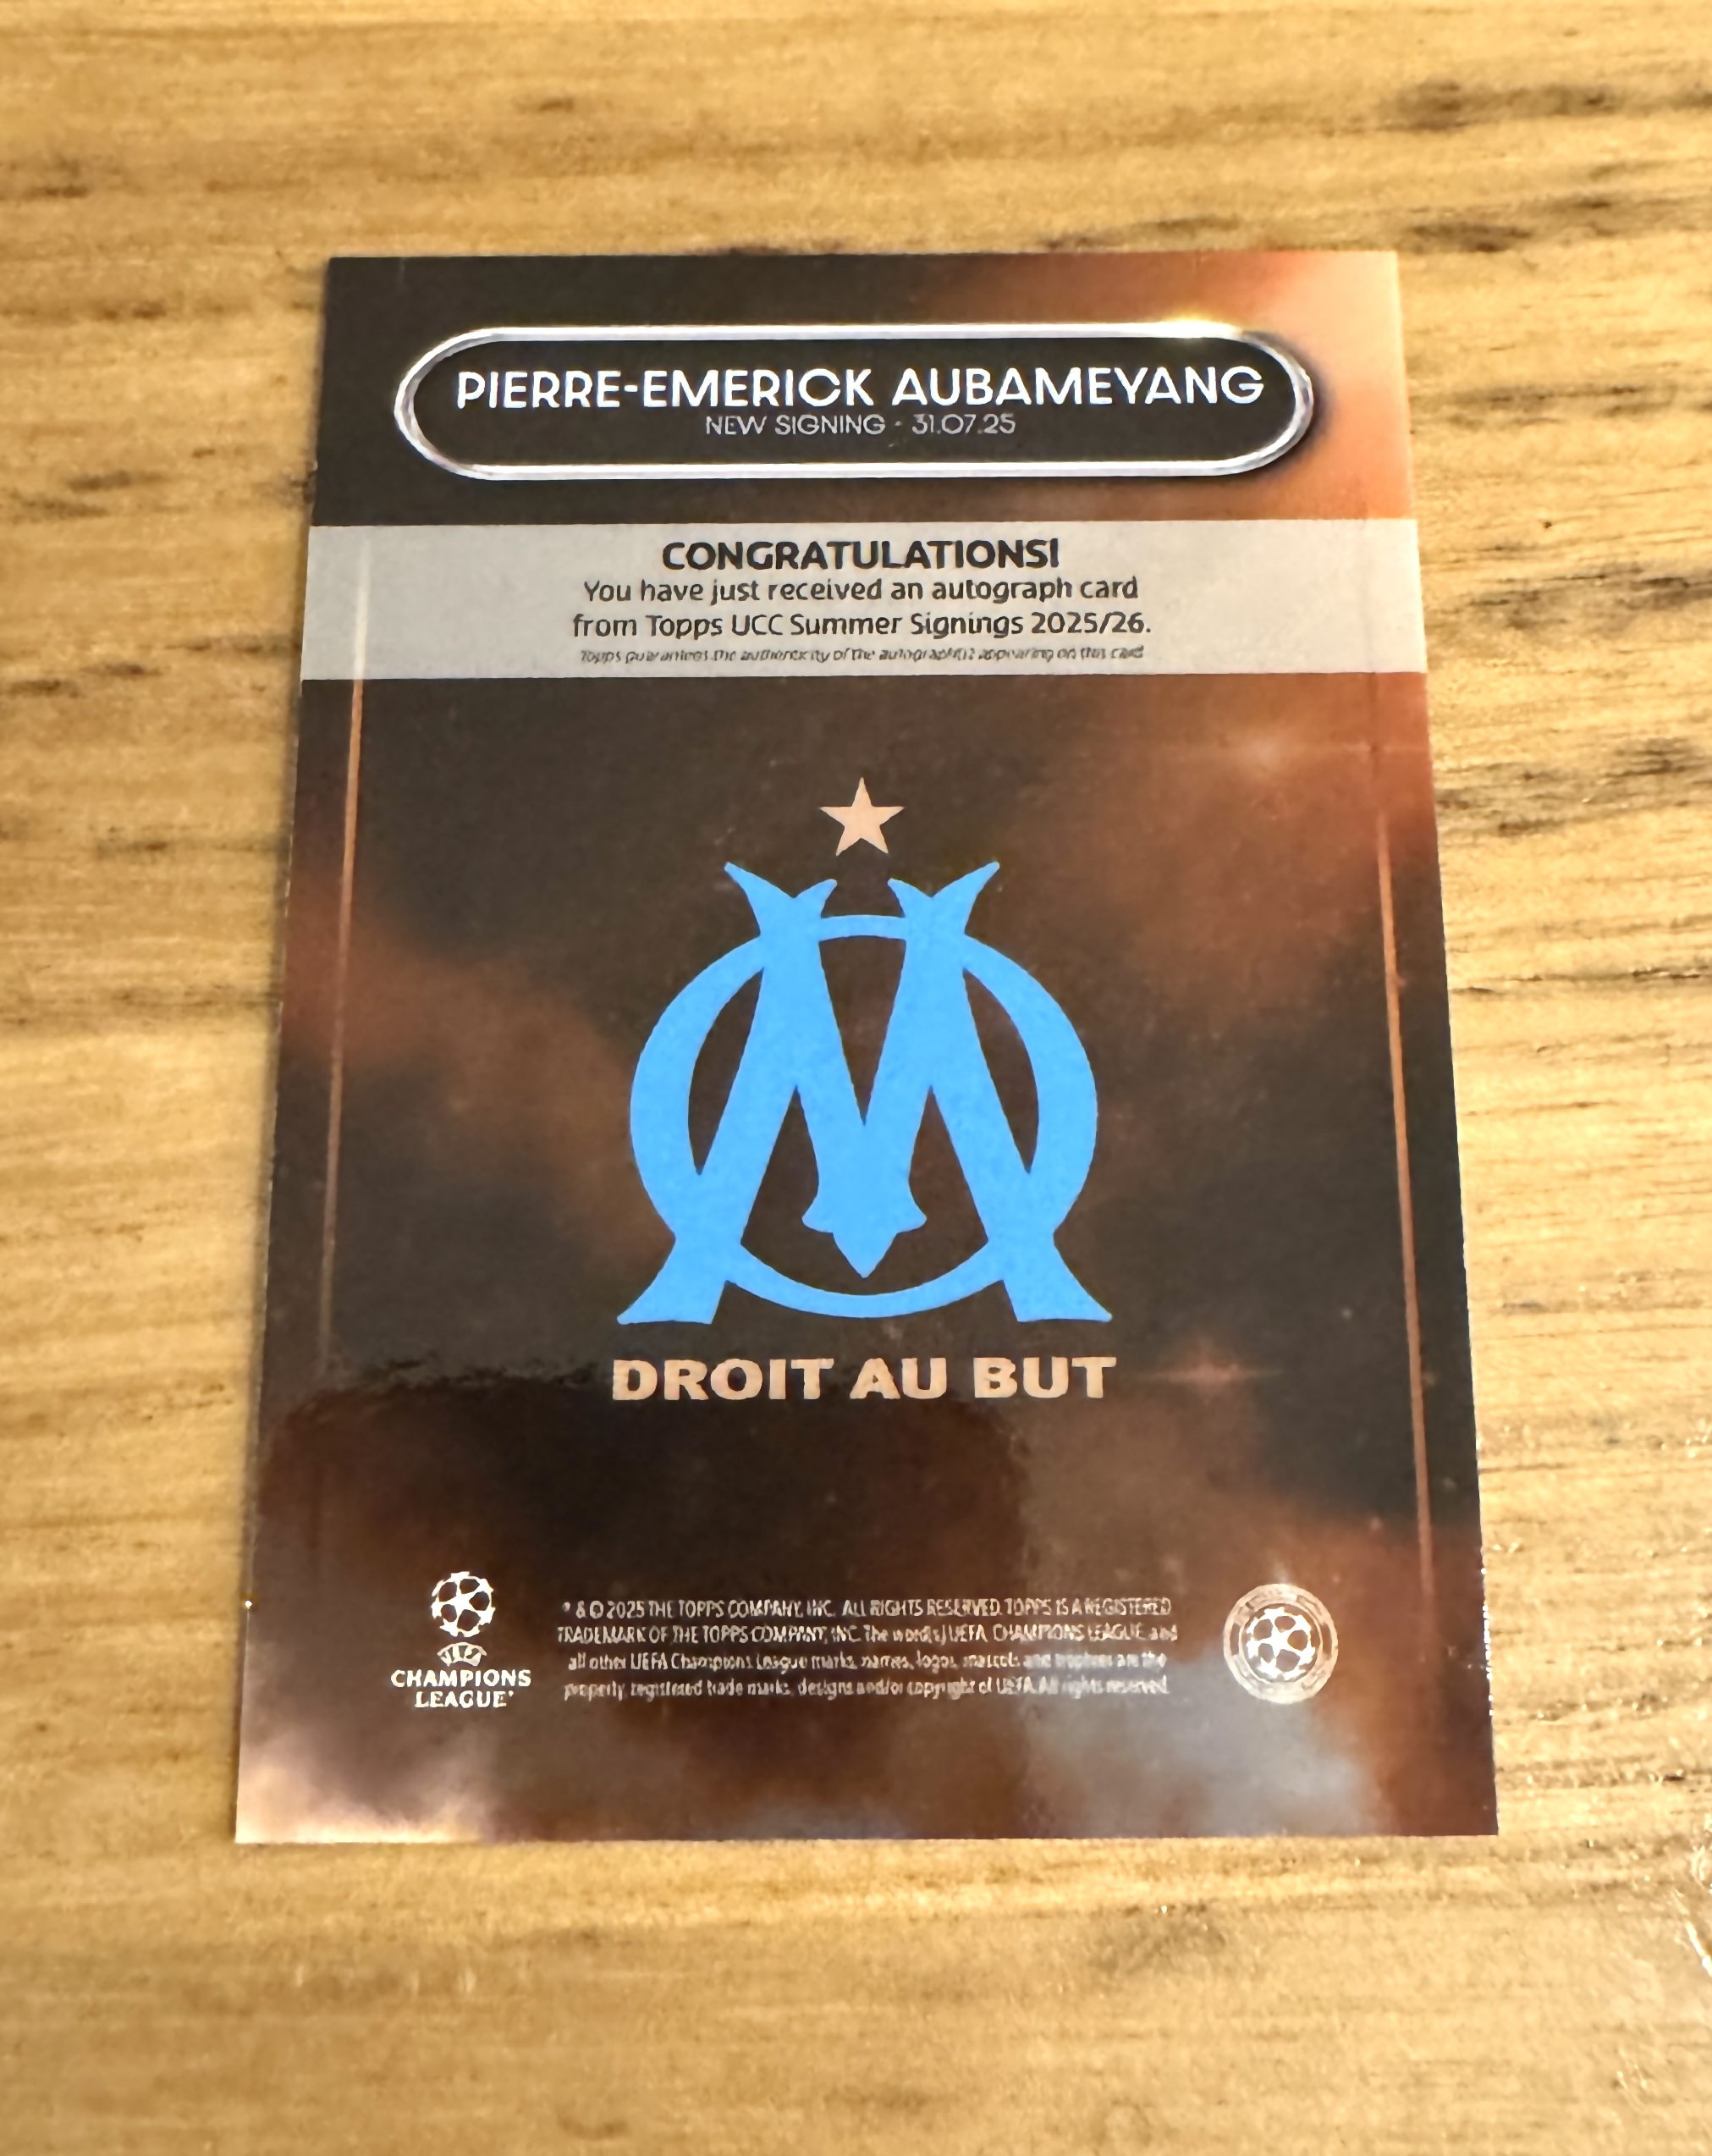 PIERRE-EMERICK AUBAMEYANG
NEW SIGNING · 31.07.25
CONGRATULATIONS!
You have just received an autograph card
from Topps UCC Summer Signings 2025/26.
Topps guarantees the authenticity of the autograph(s) appearing on this card
DROIT AU BUT
UEFA
CHAMPIONS
LEAGUE
& © 2025 THE TOPPS COMPANY, INC. ALL RIGHTS RESERVED. TOPPS IS A REGISTERED
TRADEMARK OF THE TOPPS COMPANY, INC. The word(s) UEFA, CHAMPIONS LEAGUE and
all other UEFA Champions League marks, names, logos, mascots and trophies are the
property, registered trade marks, designs and/or copyright of UEFA. All rights reserved.